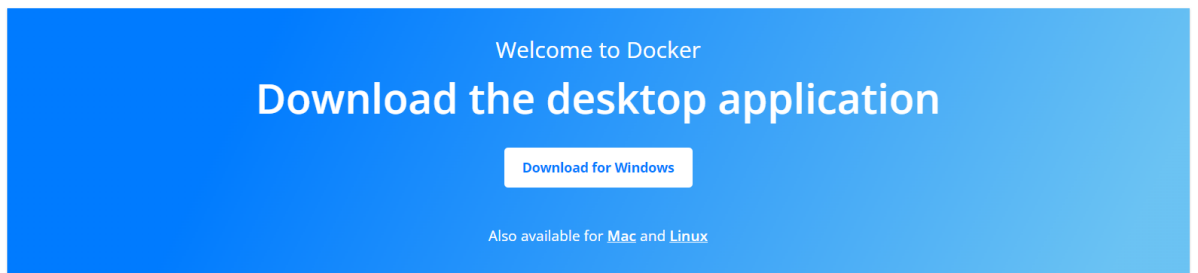 Welcome to Docker
Download the desktop application
Download for Windows
Also available for Mac and Linux